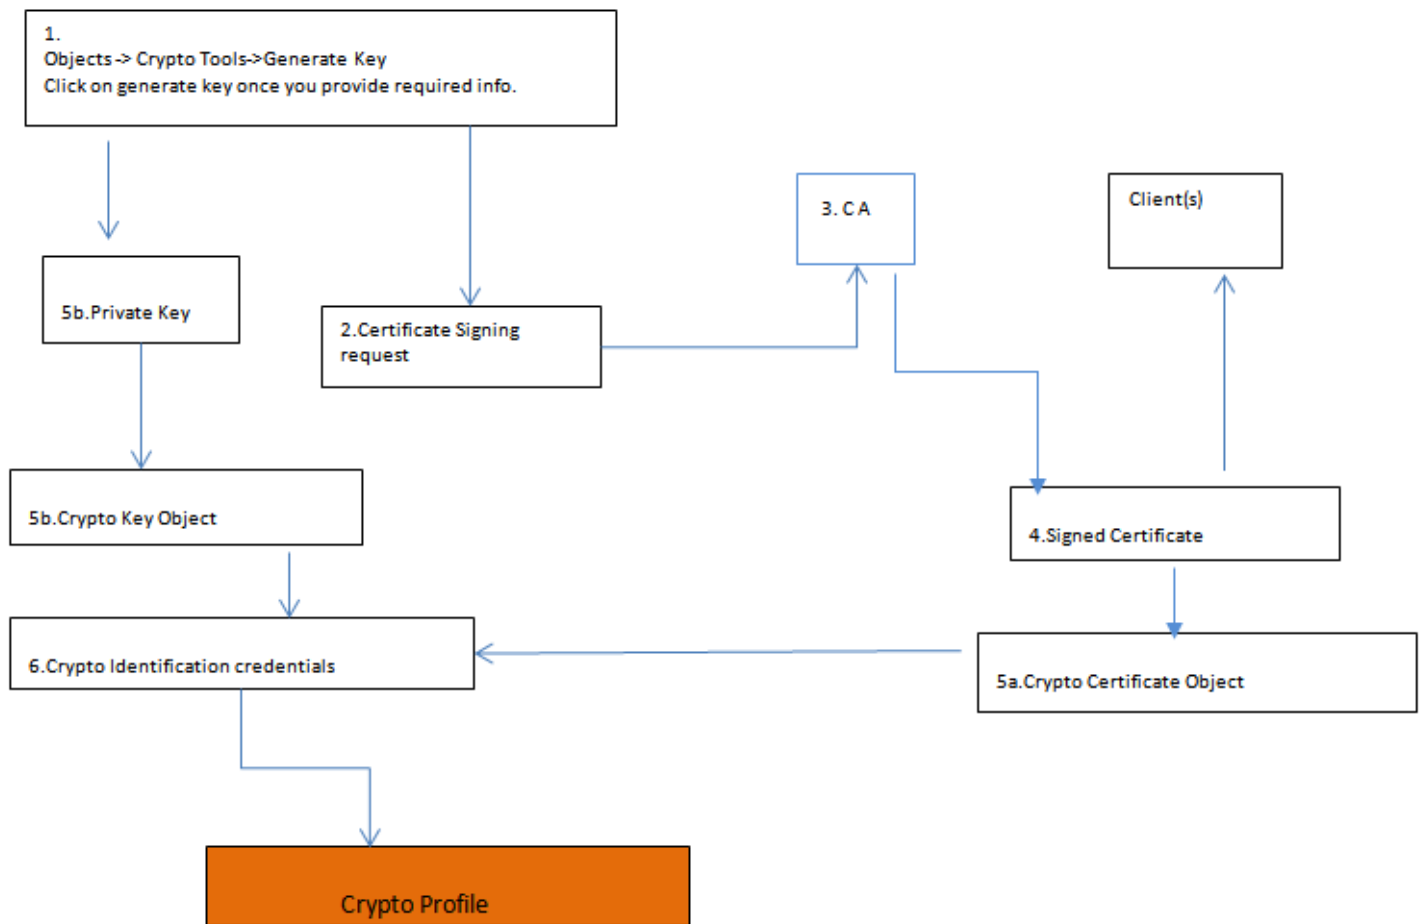 1.
Objects -> Crypto Tools->Generate Key
Click on generate key once you provide required info.
3. C A
Client(s)
5b.Private Key
2.Certificate Signing
request
5b.Crypto Key Object
4.Signed Certificate
6.Crypto Identification credentials
5a.Crypto Certificate Object
Crypto Profile